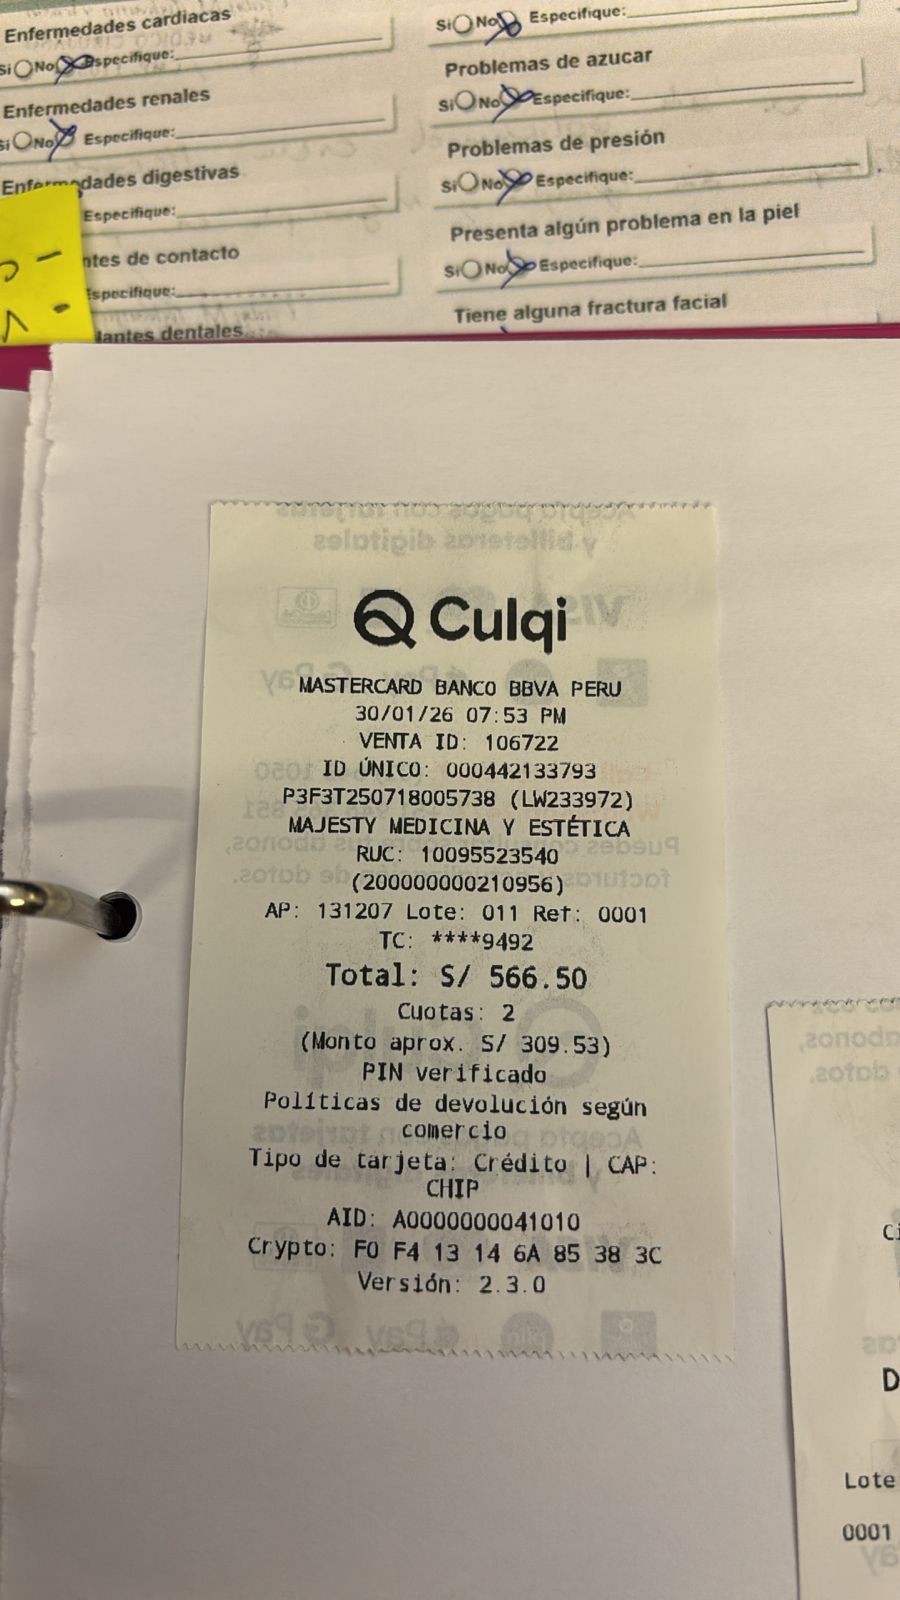 Enfermedades cardiacas
Si No Especifique:
Enfermedades renales
Si No Especifique:
Enfermedades digestivas
Especifique:
ntes de contacto
Especifique:
lantes dentales
Si No Especifique:
Problemas de azucar
Si No Especifique:
Problemas de presión
Si No Especifique:
Presenta algún problema en la piel
Si No Especifique:
Tiene alguna fractura facial
Culqi
MASTERCARD BANCO BBVA PERU
30/01/26 07:53 PM
VENTA ID: 106722
ID ÚNICO: 000442133793
P3F3T250718005738 (LW233972)
MAJESTY MEDICINA Y ESTÉTICA
RUC: 10095523540
(200000000210956)
AP: 131207 Lote: 011 Ref: 0001
TC: ****9492
Total: S/ 566.50
Cuotas: 2
(Monto aprox. S/ 309.53)
PIN verificado
Políticas de devolución según
comercio
Tipo de tarjeta: Crédito | CAP:
CHIP
AID: A0000000041010
Crypto: F0 F4 13 14 6A 85 38 3C
Versión: 2.3.0
Ci
D
Lote
0001